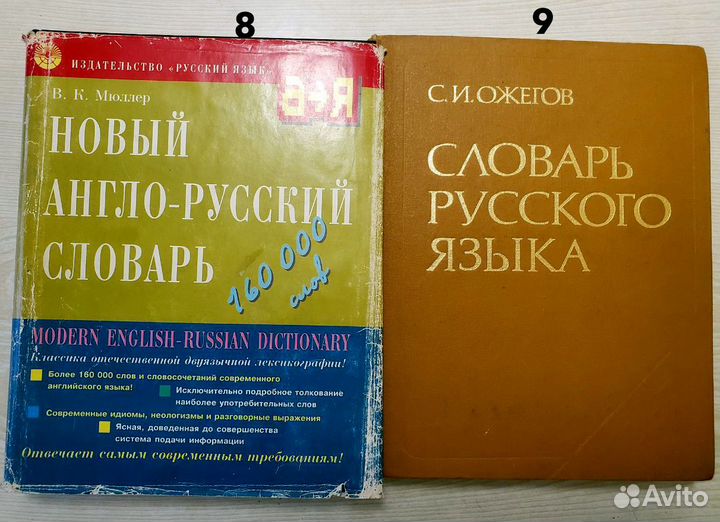 8
ИЗДАТЕЛЬСТВО «РУССКИЙ ЯЗЫК»
В. К. Мюллер
А→Я
НОВЫЙ
АНГЛО-РУССКИЙ
СЛОВАРЬ
160 000
слов
MODERN ENGLISH-RUSSIAN DICTIONARY
Классика отечественной двуязычной лексикографии!
Более 160 000 слов и словосочетаний современного
английского языка!
Исключительно подробное толкование
наиболее употребительных слов
Современные идиомы, неологизмы и разговорные выражения
Ясная, доведенная до совершенства
система подачи информации
Отвечает самым современным требованиям!
9
С.И.ОЖЕГОВ
СЛОВАРЬ
РУССКОГО
ЯЗЫКА
Avito